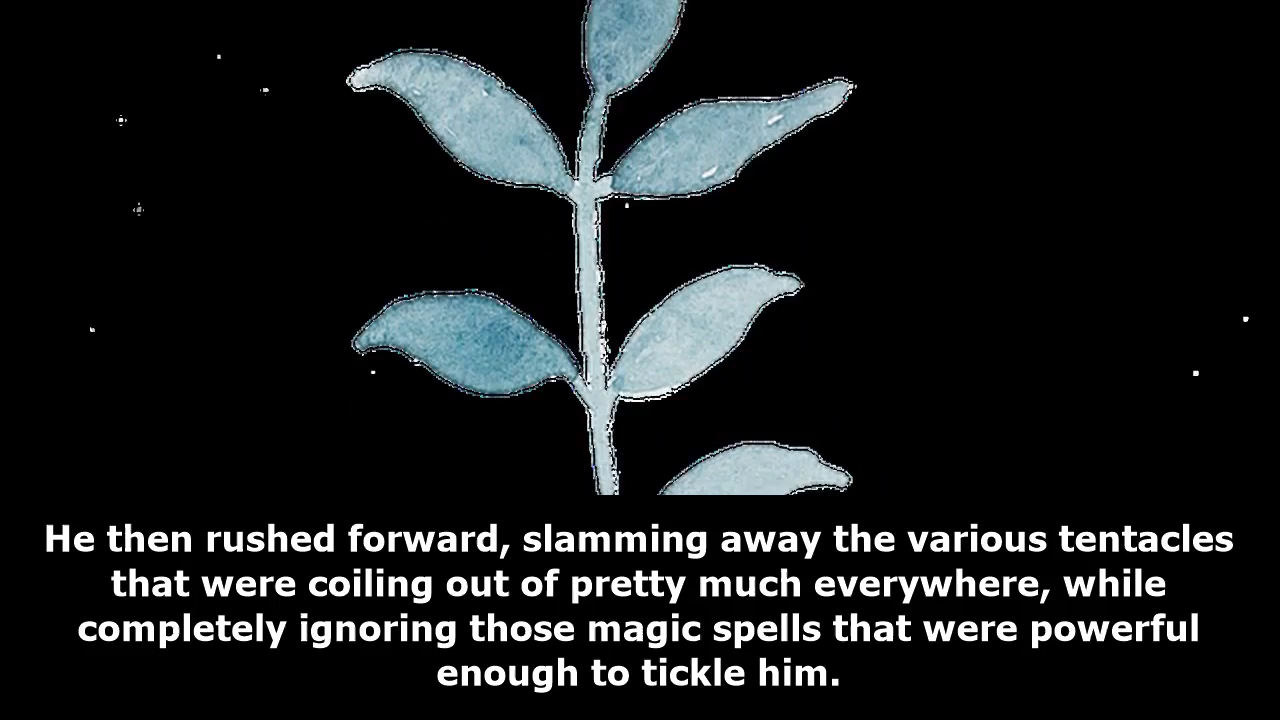 He then rushed forward, slamming away the various tentacles
that were coiling out of pretty much everywhere, while
completely ignoring those magic spells that were powerful
enough to tickle him.